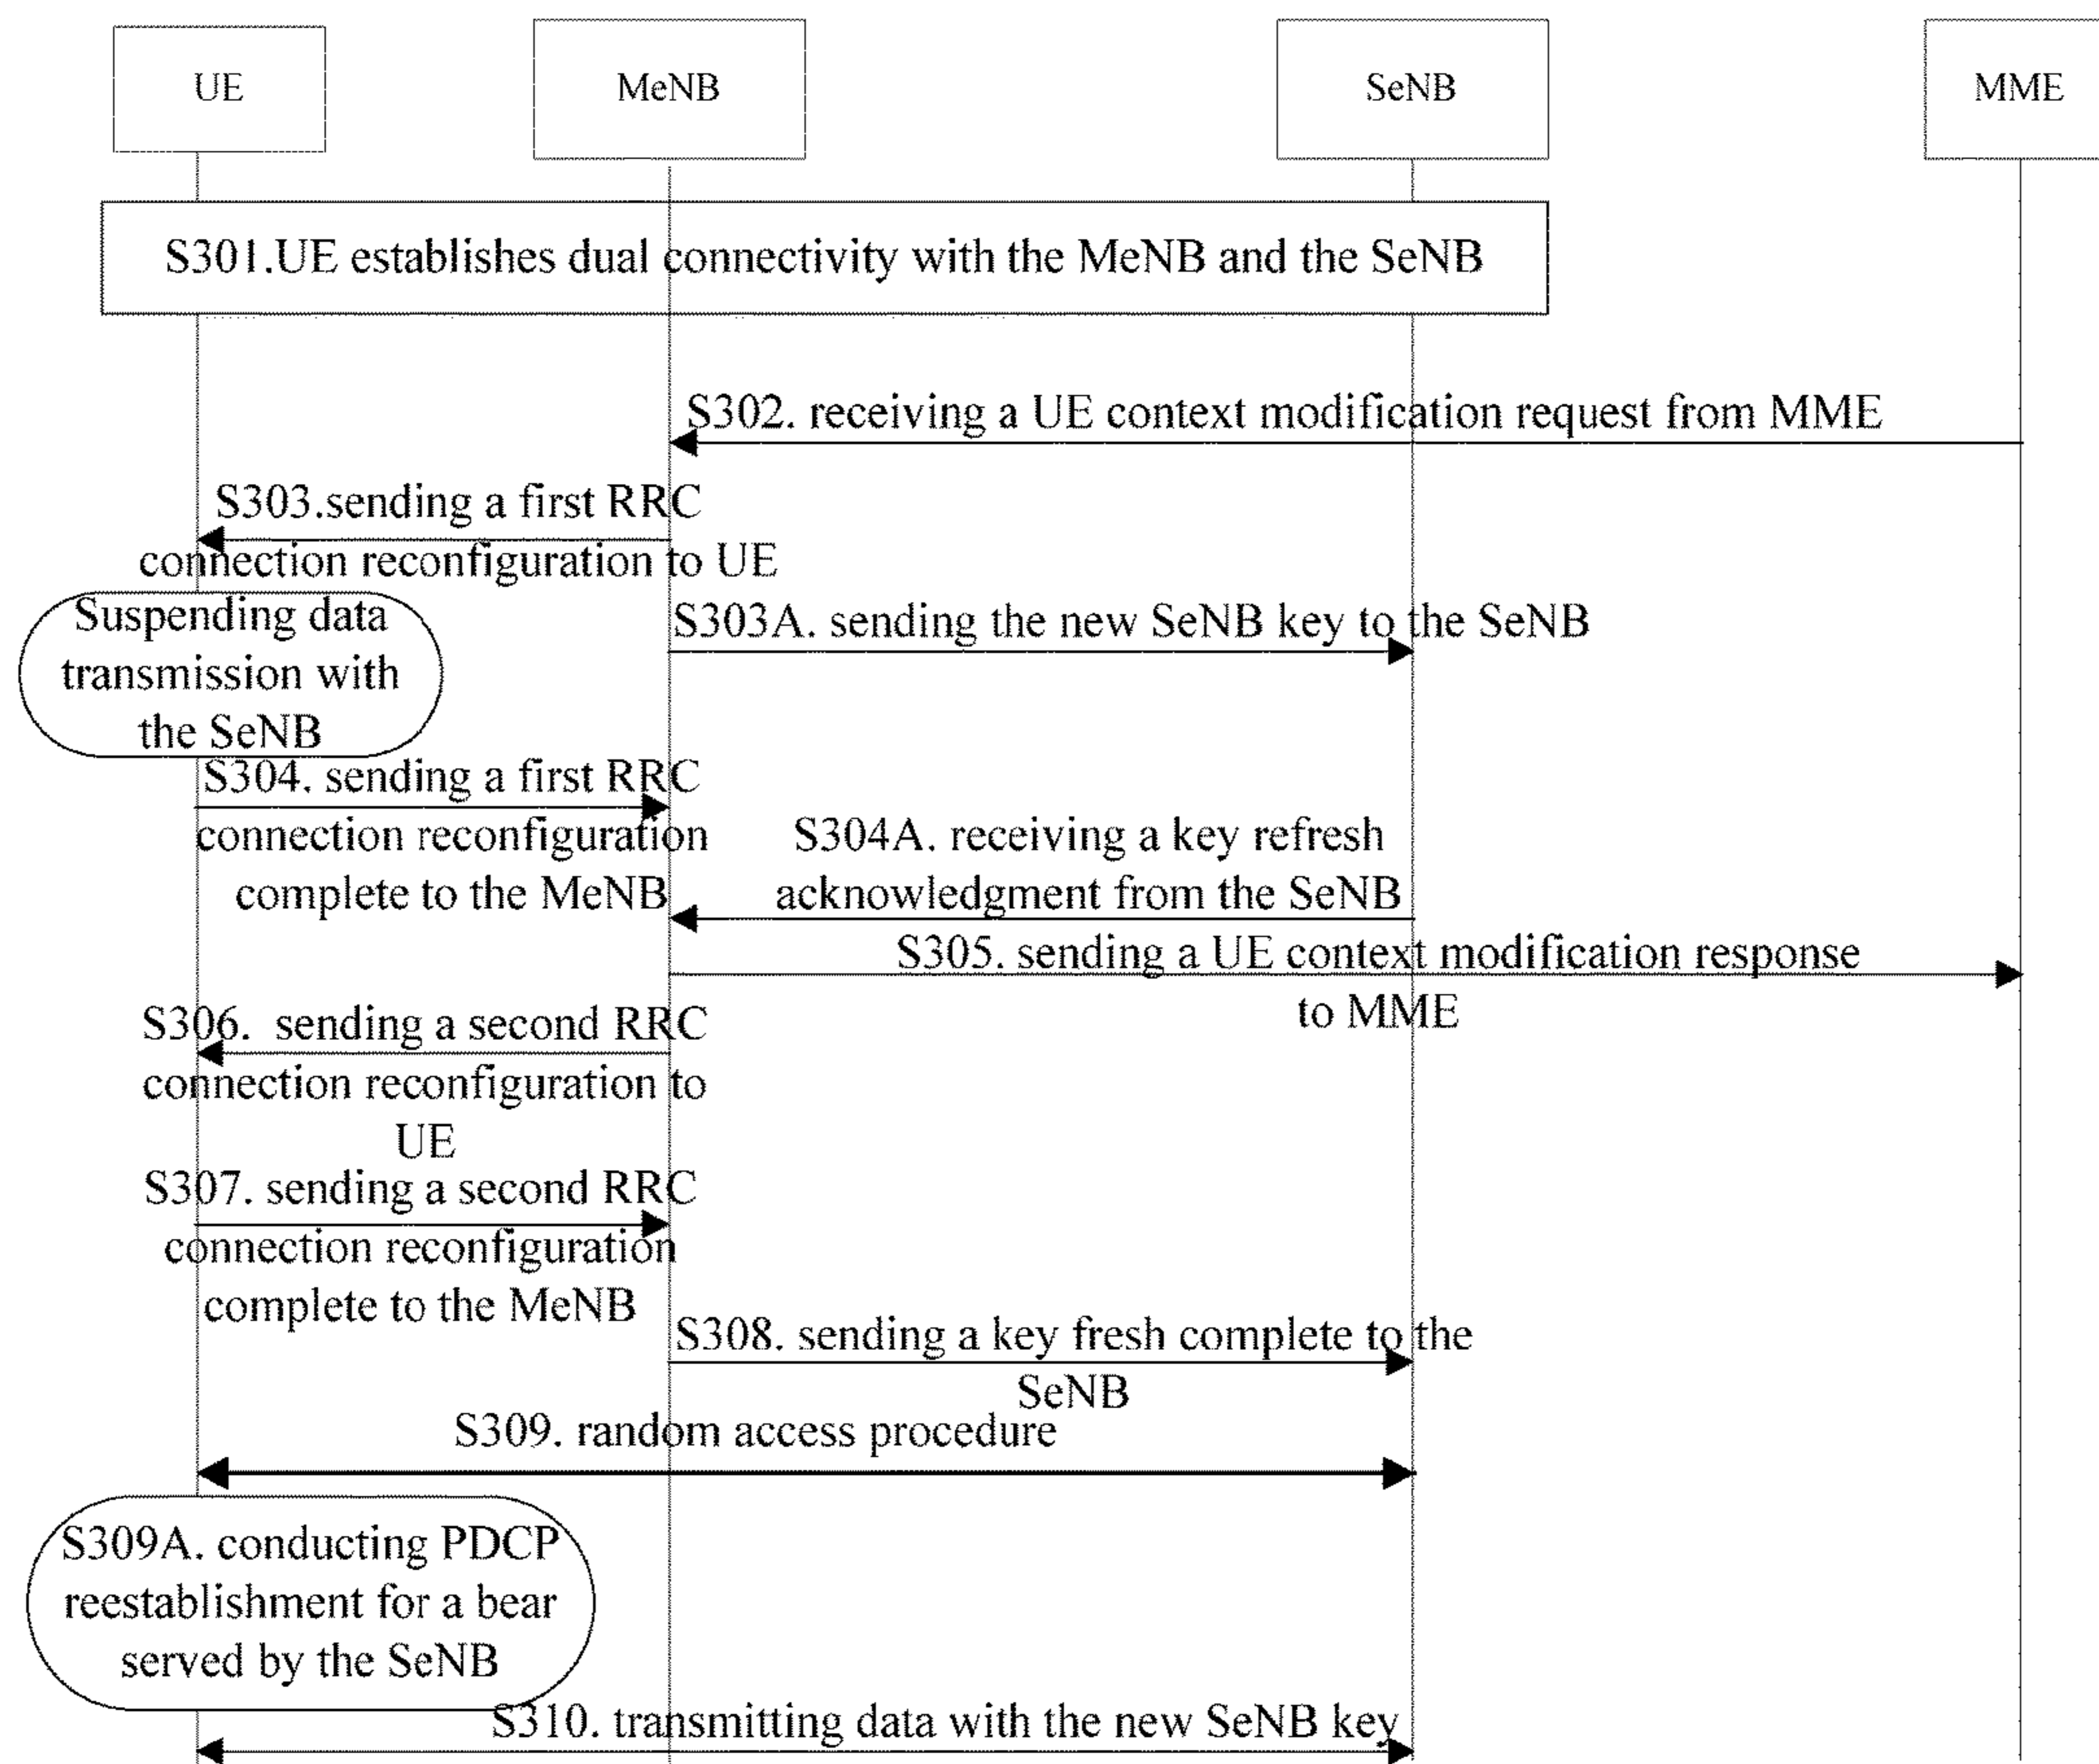 UE
MeNB
SeNB
MME
S301.UE establishes dual connectivity with the MeNB and the SeNB
S302. receiving a UE context modification request from MME
S303.sending a first RRC
connection reconfiguration to UE
Suspending data
transmission with
the SeNB
S303A. sending the new SeNB key to the SeNB
S304. sending a first RRC
connection reconfiguration
complete to the MeNB
S304A. receiving a key refresh
acknowledgment from the SeNB
S305. sending a UE context modification response
to MME
S306. sending a second RRC
connection reconfiguration to
UE
S307. sending a second RRC
connection reconfiguration
complete to the MeNB
S308. sending a key fresh complete to the
SeNB
S309. random access procedure
S309A. conducting PDCP
reestablishment for a bear
served by the SeNB
S310. transmitting data with the new SeNB key